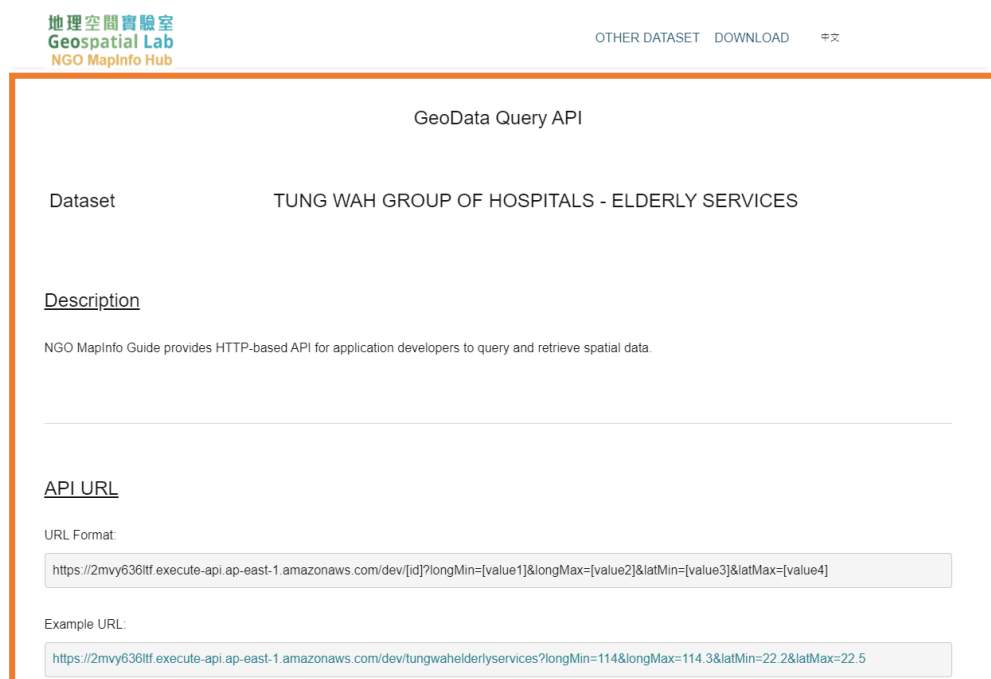 地理空間實驗室
Geospatial Lab
NGO MapInfo Hub
OTHER DATASET DOWNLOAD 中文
GeoData Query API
Dataset TUNG WAH GROUP OF HOSPITALS - ELDERLY SERVICES
Description
NGO MapInfo Guide provides HTTP-based API for application developers to query and retrieve spatial data.
API URL
URL Format:
https://2mvy636ltf.execute-api.ap-east-1.amazonaws.com/dev/[id]?longMin=[value1]&longMax=[value2]&latMin=[value3]&latMax=[value4]
Example URL:
https://2mvy636ltf.execute-api.ap-east-1.amazonaws.com/dev/tungwahelderlyservices?longMin=114&longMax=114.3&latMin=22.2&latMax=22.5